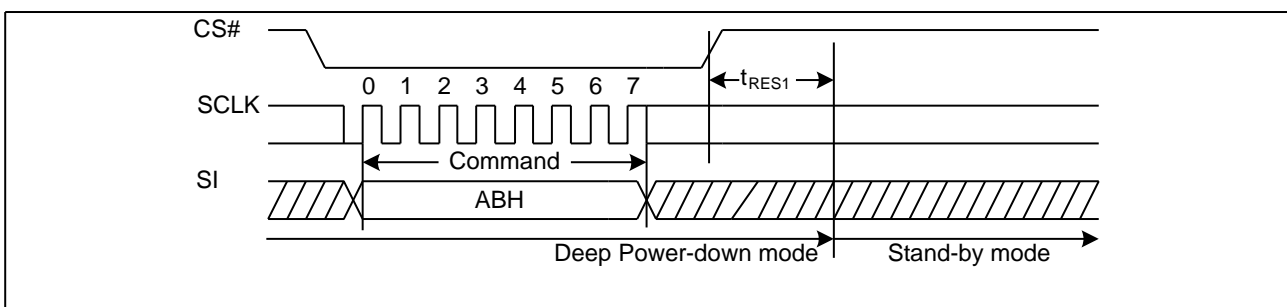 CS#
tRES1
0 1 2 3 4 5 6 7
SCLK
Command
SI
ABH
Deep Power-down mode Stand-by mode